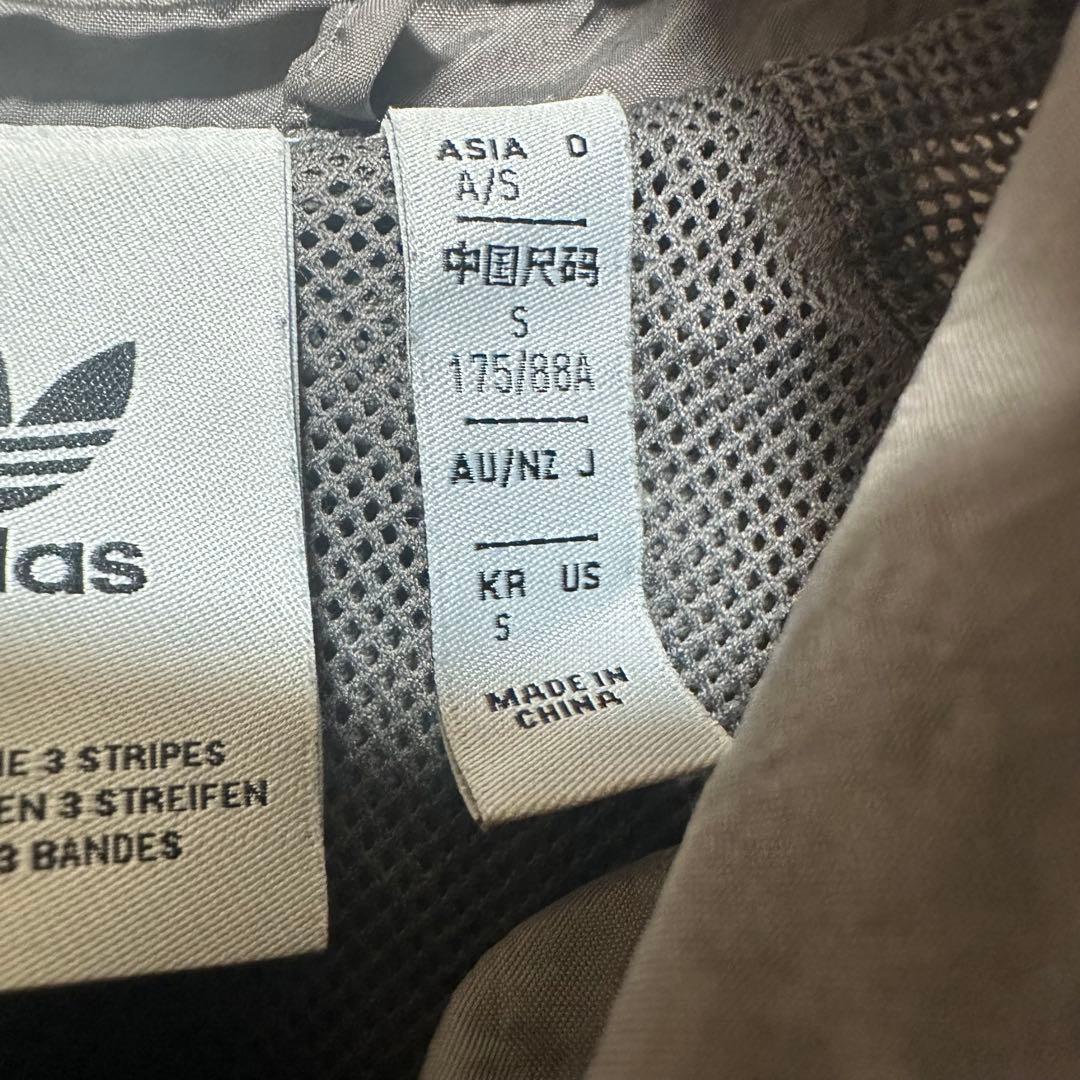 las
IE 3 STRIPES
EN 3 STREIFEN
3 BANDES
ASIA D
A/S
中国尺码
S
175/88A
AU/NZ J
KR US
S
MADE IN
CHINA